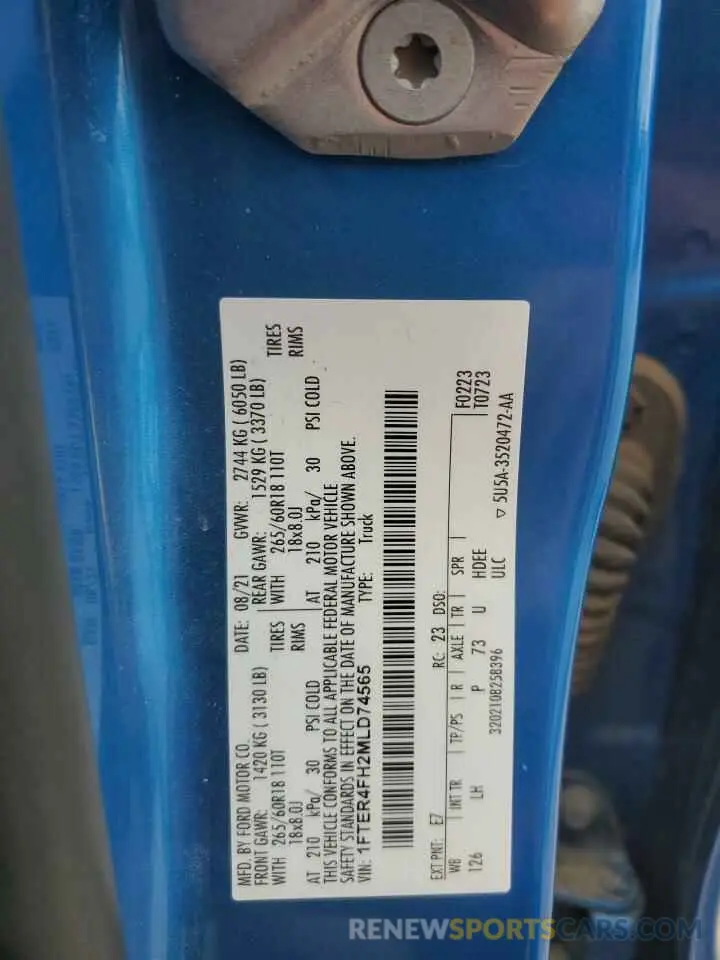 MFD. BY FORD MOTOR CO.
DATE: 08/21 GVWR: 2744 KG ( 6050 LB)
FRONT GAWR: 1420 KG ( 3130 LB) REAR GAWR: 1529 KG ( 3370 LB)
WITH 265/60R18 110T TIRES WITH 265/60R18 110T TIRES
18x8.0J RIMS 18x8.0J RIMS
AT 210 kPa/ 30 PSI COLD AT 210 kPa/ 30 PSI COLD
THIS VEHICLE CONFORMS TO ALL APPLICABLE FEDERAL MOTOR VEHICLE
SAFETY STANDARDS IN EFFECT ON THE DATE OF MANUFACTURE SHOWN ABOVE.
VIN: 1FTER4FH2MLD74565 TYPE: Truck
EXT PNT: E7 RC: 23 DSO: F0223
WB INT TR TP/PS R AXLE TR SPR T0723
126 LH P 73 U HDEE
3202108258396 ULC ▽ 5U5A-3520472-AA
RENEWSPORTSCARS.COM